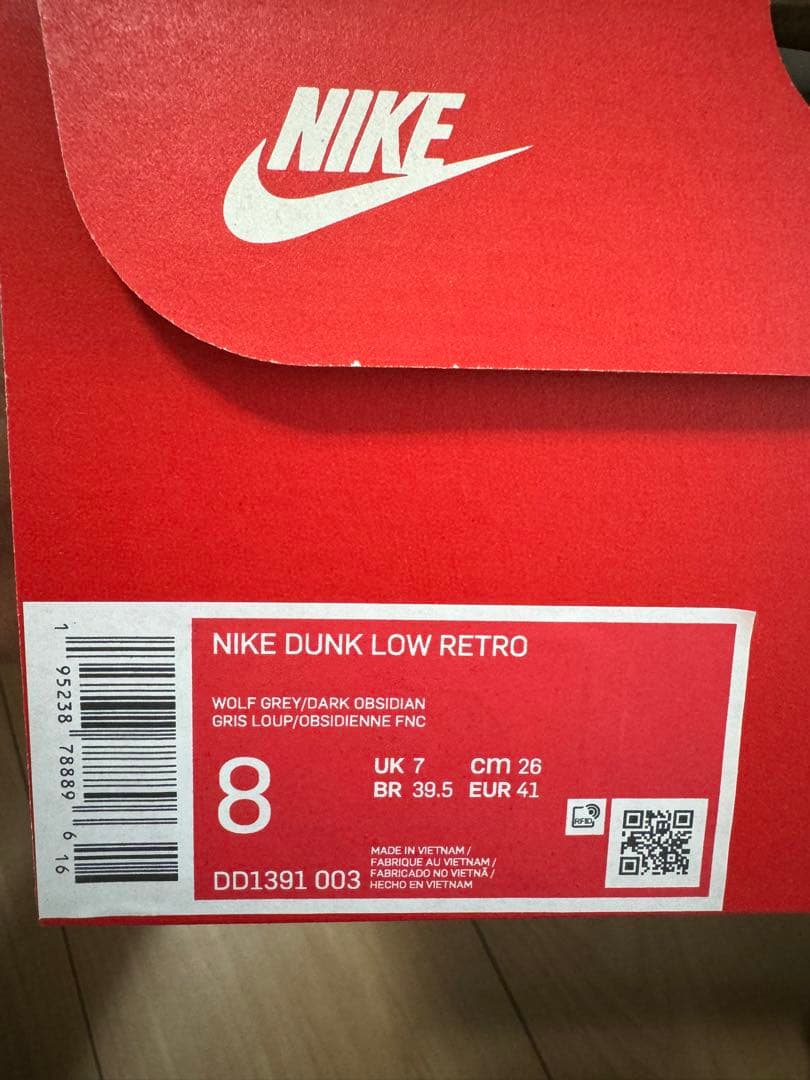 NIKE
NIKE DUNK LOW RETRO
WOLF GREY/DARK OBSIDIAN
GRIS LOUP/OBSIDIENNE FNC
8
UK 7 cm 26
BR 39.5 EUR 41
RFID
DD1391 003
MADE IN VIETNAM /
FABRIQUE AU VIETNAM /
FABRICADO NO VIETNÃ /
HECHO EN VIETNAM
1 95238 78889 6 16